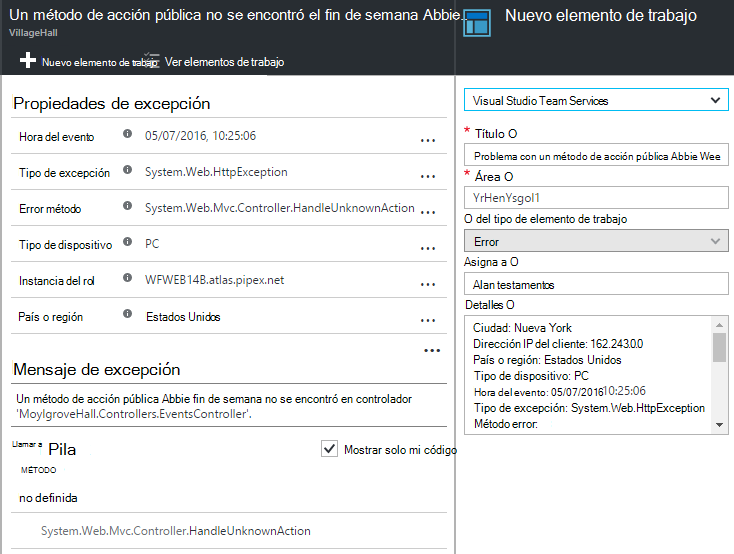 Un método de acción pública no se encontró el fin de semana Abbie...
VillageHall
Nuevo elemento de trabajo
Ver elementos de trabajo
Propiedades de excepción
Hora del evento 05/07/2016, 10:25:06 ...
Tipo de excepción System.Web.HttpException ...
Error método System.Web.Mvc.Controller.HandleUnknownAction ...
Tipo de dispositivo PC ...
Instancia del rol WFWEB14B.atlas.pipex.net ...
País o región Estados Unidos ...
...
Mensaje de excepción
Un método de acción pública Abbie fin de semana no se encontró en controlador
'MoylgroveHall.Controllers.EventsController'.
Llamar a Pila
Mostrar solo mi código
MÉTODO
no definida
System.Web.Mvc.Controller.HandleUnknownAction
Nuevo elemento de trabajo
Visual Studio Team Services
* Título O
Problema con un método de acción pública Abbie Wee
* Área O
YrHenYsgol1
O del tipo de elemento de trabajo
Error
Asigna a O
Alan testamentos
Detalles O
Ciudad: Nueva York
Dirección IP del cliente: 162.243.0.0
País o región: Estados Unidos
Tipo de dispositivo: PC
Hora del evento: 05/07/2016 10:25:06
Tipo de excepción: System.Web.HttpException
Método error: